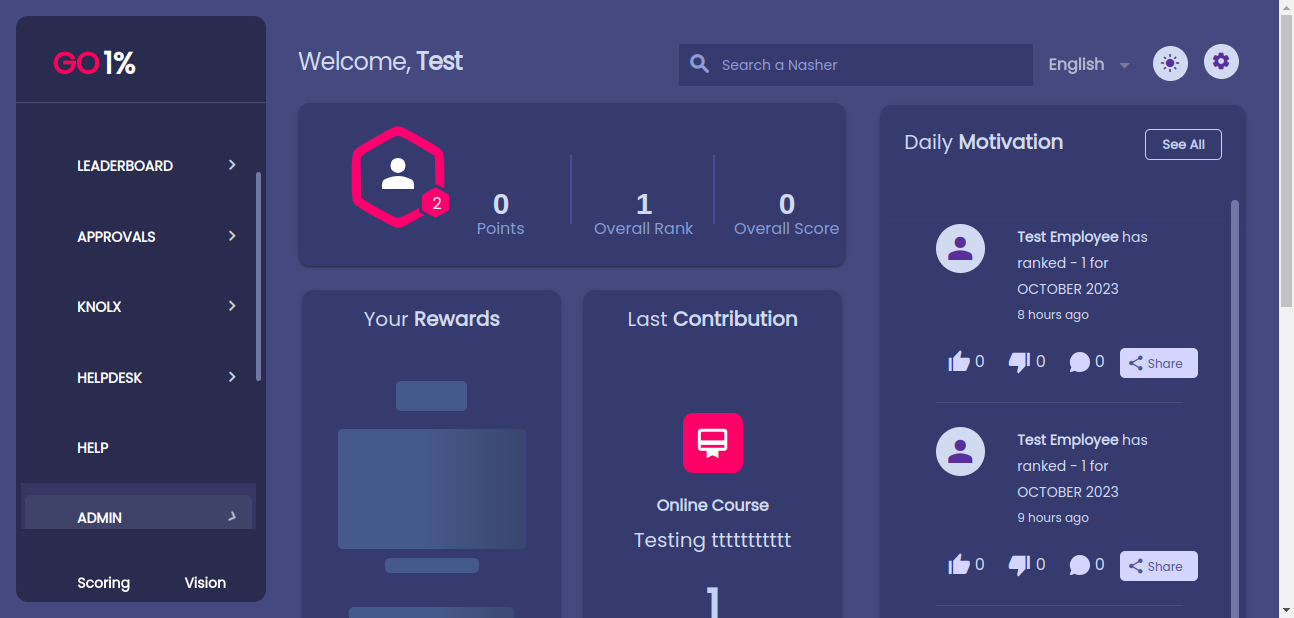 GO 1%
LEADERBOARD
APPROVALS
KNOLX
HELPDESK
HELP
ADMIN
Scoring Vision
Welcome, Test
Search a Nasher
English
2
0
Points
1
Overall Rank
0
Overall Score
Your Rewards
Last Contribution
Online Course
Testing ttttttttttt
1
Daily Motivation
See All
Test Employee has
ranked - 1 for
OCTOBER 2023
8 hours ago
0 0 0 Share
Test Employee has
ranked - 1 for
OCTOBER 2023
9 hours ago
0 0 0 Share